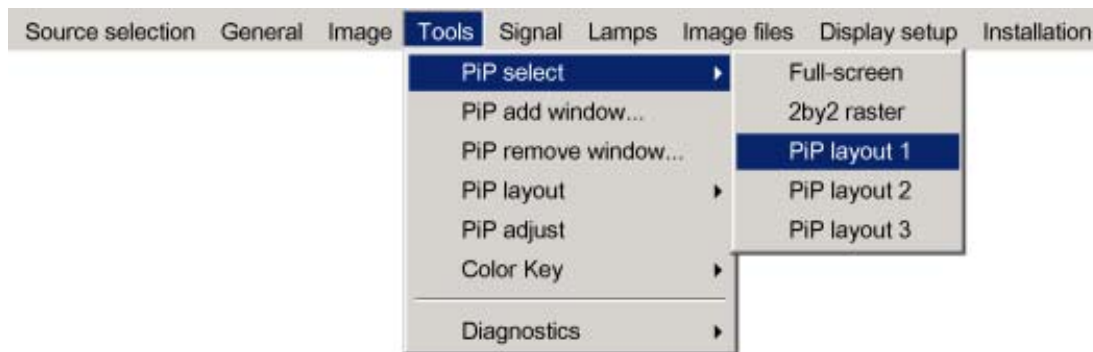 Source selection General Image Tools Signal Lamps Image files Display setup Installation
PiP select
PiP add window...
PiP remove window...
PiP layout
PiP adjust
Color Key
Diagnostics
Full-screen
2by2 raster
PiP layout 1
PiP layout 2
PiP layout 3